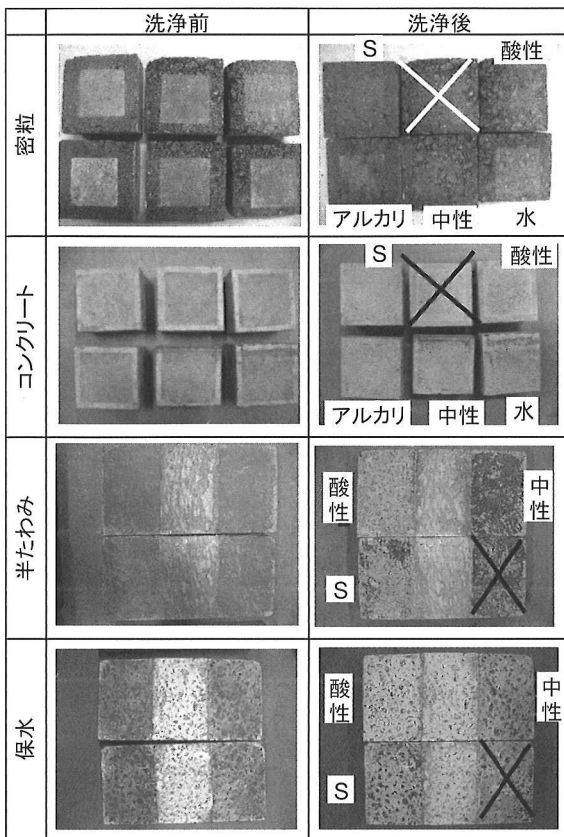 洗浄前
洗浄後
密粒
S
酸性
アルカリ
中性
水
コンクリート
S
酸性
アルカリ
中性
水
半たわみ
酸性
中性
S
保水
酸性
中性
S